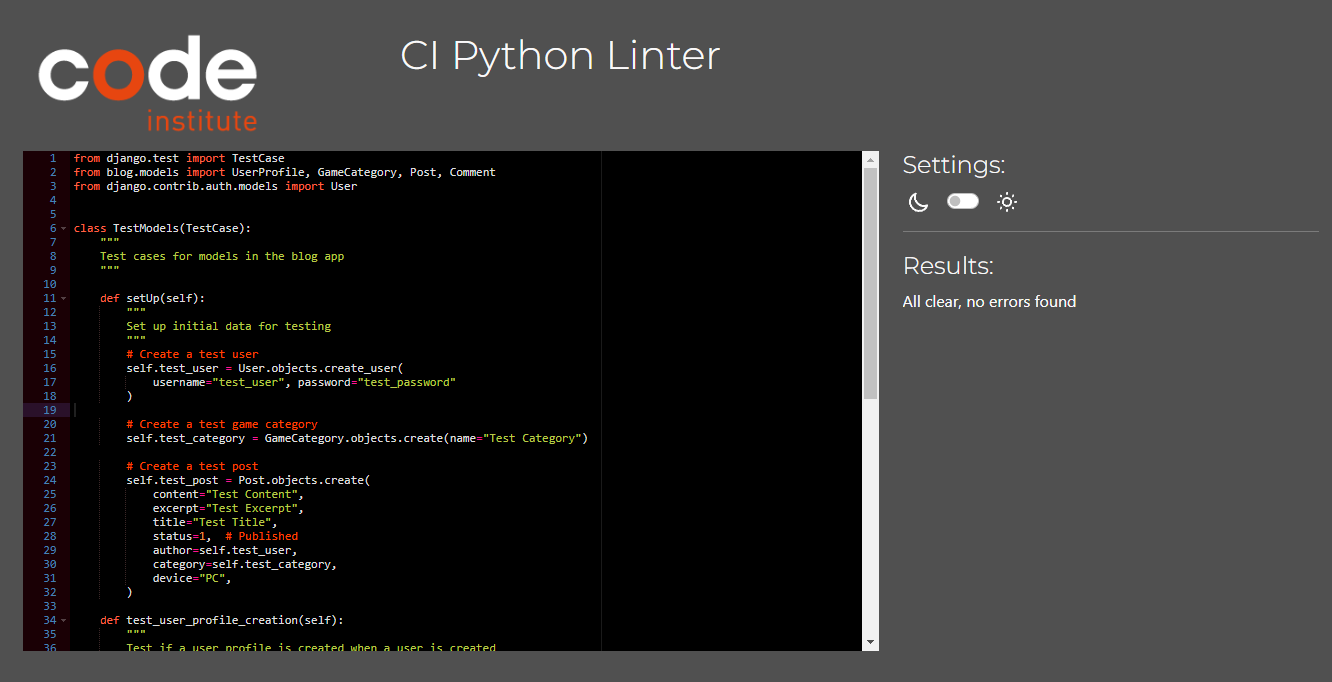 code
institute
CI Python Linter
1 from django.test import TestCase
2 from blog.models import UserProfile, GameCategory, Post, Comment
3 from django.contrib.auth.models import User
4
5
6 class TestModels(TestCase):
7     """
8     Test cases for models in the blog app
9     """
10
11     def setUp(self):
12         """
13         Set up initial data for testing
14         """
15         # Create a test user
16         self.test_user = User.objects.create_user(
17             username="test_user", password="test_password"
18         )
19
20         # Create a test game category
21         self.test_category = GameCategory.objects.create(name="Test Category")
22
23         # Create a test post
24         self.test_post = Post.objects.create(
25             content="Test Content",
26             excerpt="Test Excerpt",
27             title="Test Title",
28             status=1,  # Published
29             author=self.test_user,
30             category=self.test_category,
31             device="PC",
32         )
33
34     def test_user_profile_creation(self):
35         """
36         Test if a user profile is created when a user is created
Settings:
Results:
All clear, no errors found